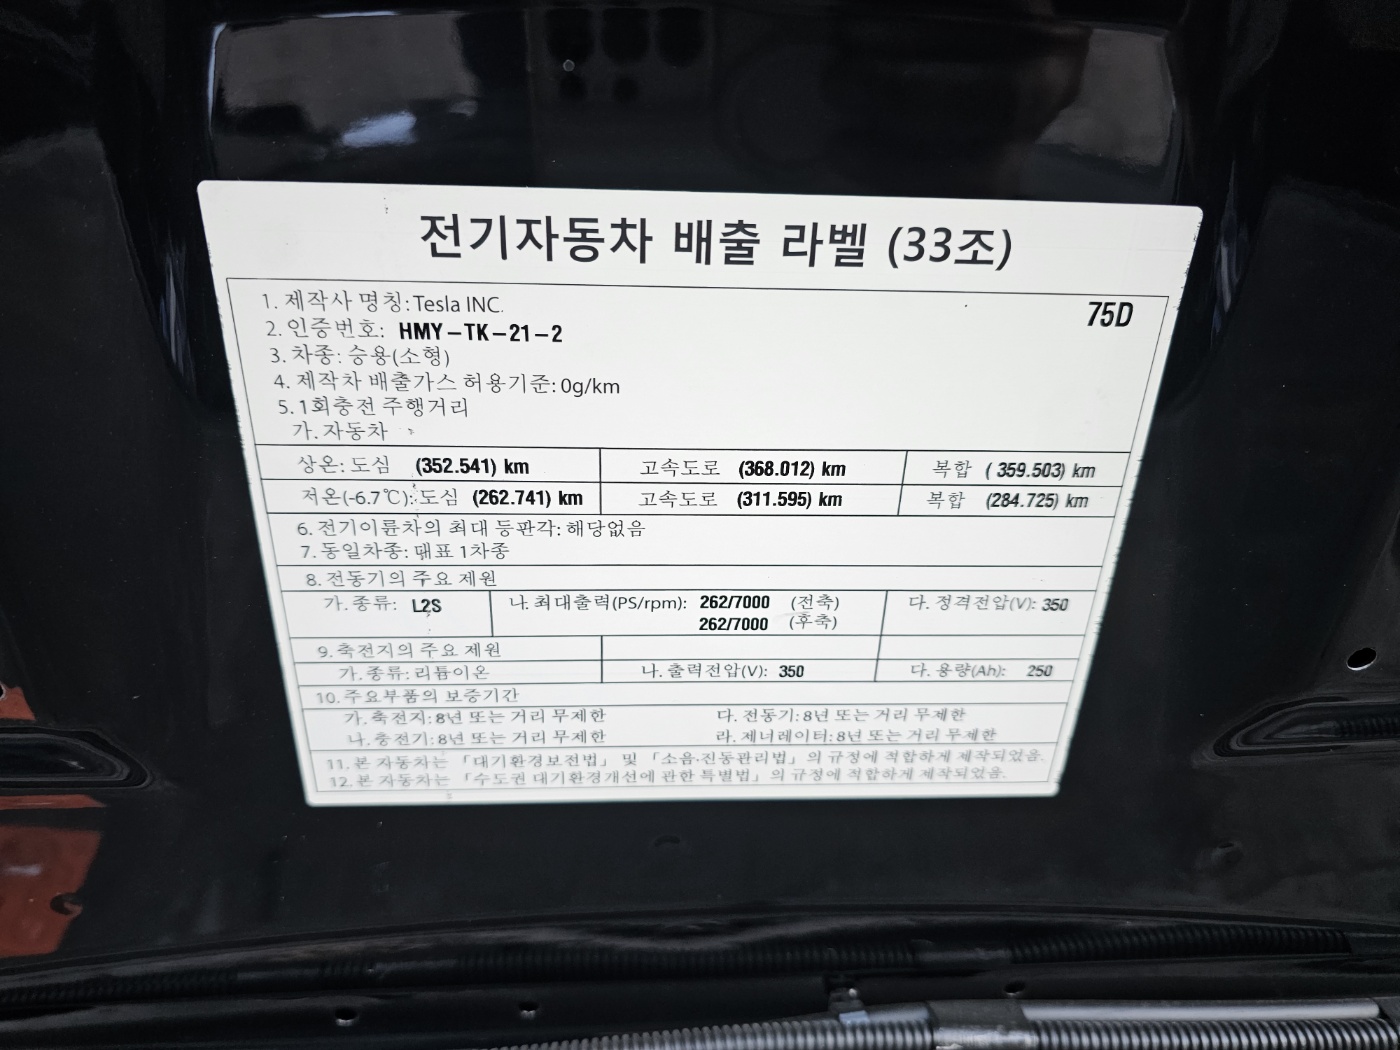 전기자동차 배출 라벨 (33조)
1. 제작사 명칭: Tesla INC.
75D
2. 인증번호: HMY-TK-21-2
3. 차종: 승용(소형)
4. 제작차 배출가스 허용기준: 0g/km
5. 1회충전 주행거리
가. 자동차
상온: 도심 (352.541) km 고속도로 (368.012) km 복합 ( 359.503) km
저온(-6.7℃): 도심 (262.741) km 고속도로 (311.595) km 복합 (284.725) km
6. 전기이륜차의 최대 등판각: 해당없음
7. 동일차종: 대표 1차종
8. 전동기의 주요 제원
가. 종류: L2S 나. 최대출력(PS/rpm): 262/7000 (전축) 다. 정격전압(V): 350
262/7000 (후축)
9. 축전지의 주요 제원
가. 종류: 리튬이온 나. 출력전압(V): 350 다. 용량(Ah): 250
10. 주요부품의 보증기간
가. 축전지: 8년 또는 거리 무제한 다. 전동기: 8년 또는 거리 무제한
나. 충전기: 8년 또는 거리 무제한 라. 제너레이터: 8년 또는 거리 무제한
11. 본 자동차는 「대기환경보전법」 및 「소음·진동관리법」의 규정에 적합하게 제작되었음.
12. 본 자동차는 「수도권 대기환경개선에 관한 특별법」의 규정에 적합하게 제작되었음.